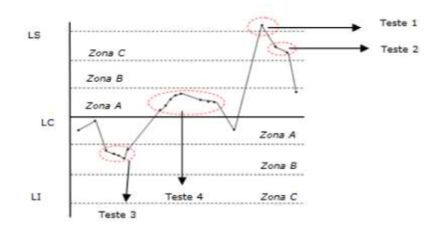 Teste 1
LS
Teste 2
Zona C
Zona B
Zona A
LC
Zona A
Zona B
LI
Teste 4
Zona C
Teste 3